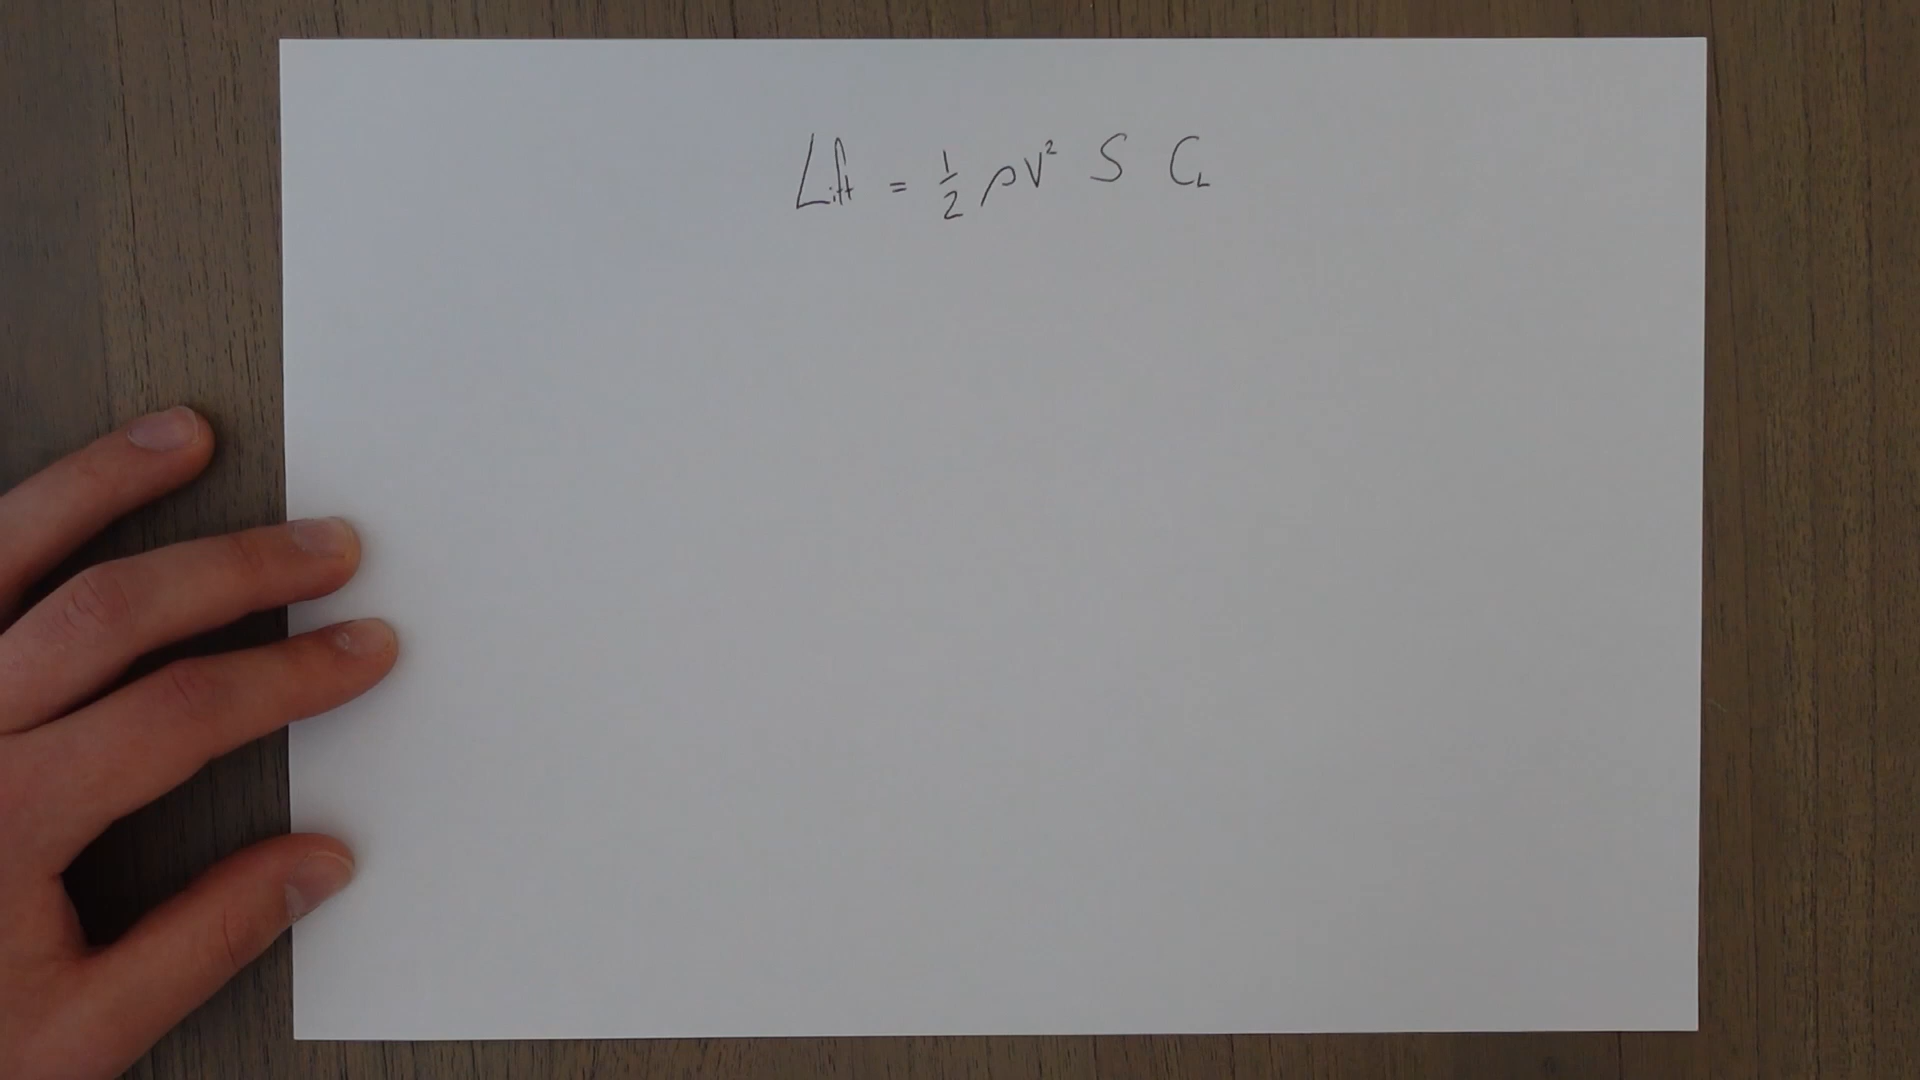 Lift = 1/2 ρV² S C_L